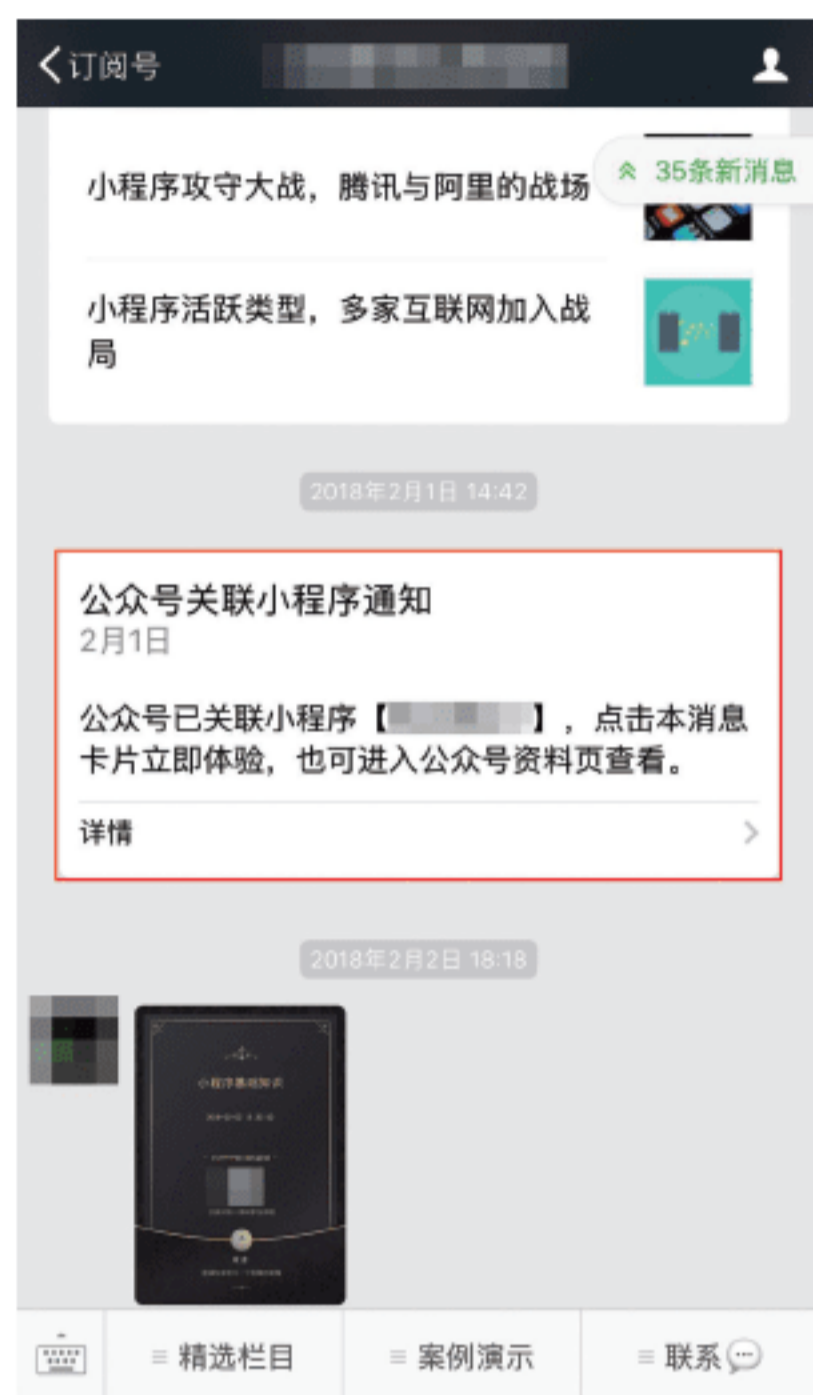 订阅号
35条新消息
小程序攻守大战，腾讯与阿里的战场
小程序活跃类型，多家互联网加入战
局
2018年2月1日 14:42
公众号关联小程序通知
2月1日
公众号已关联小程序【】，点击本消息
卡片立即体验，也可进入公众号资料页查看。
详情
2018年2月2日 18:18
小程序基础知识
精选栏目
案例演示
联系